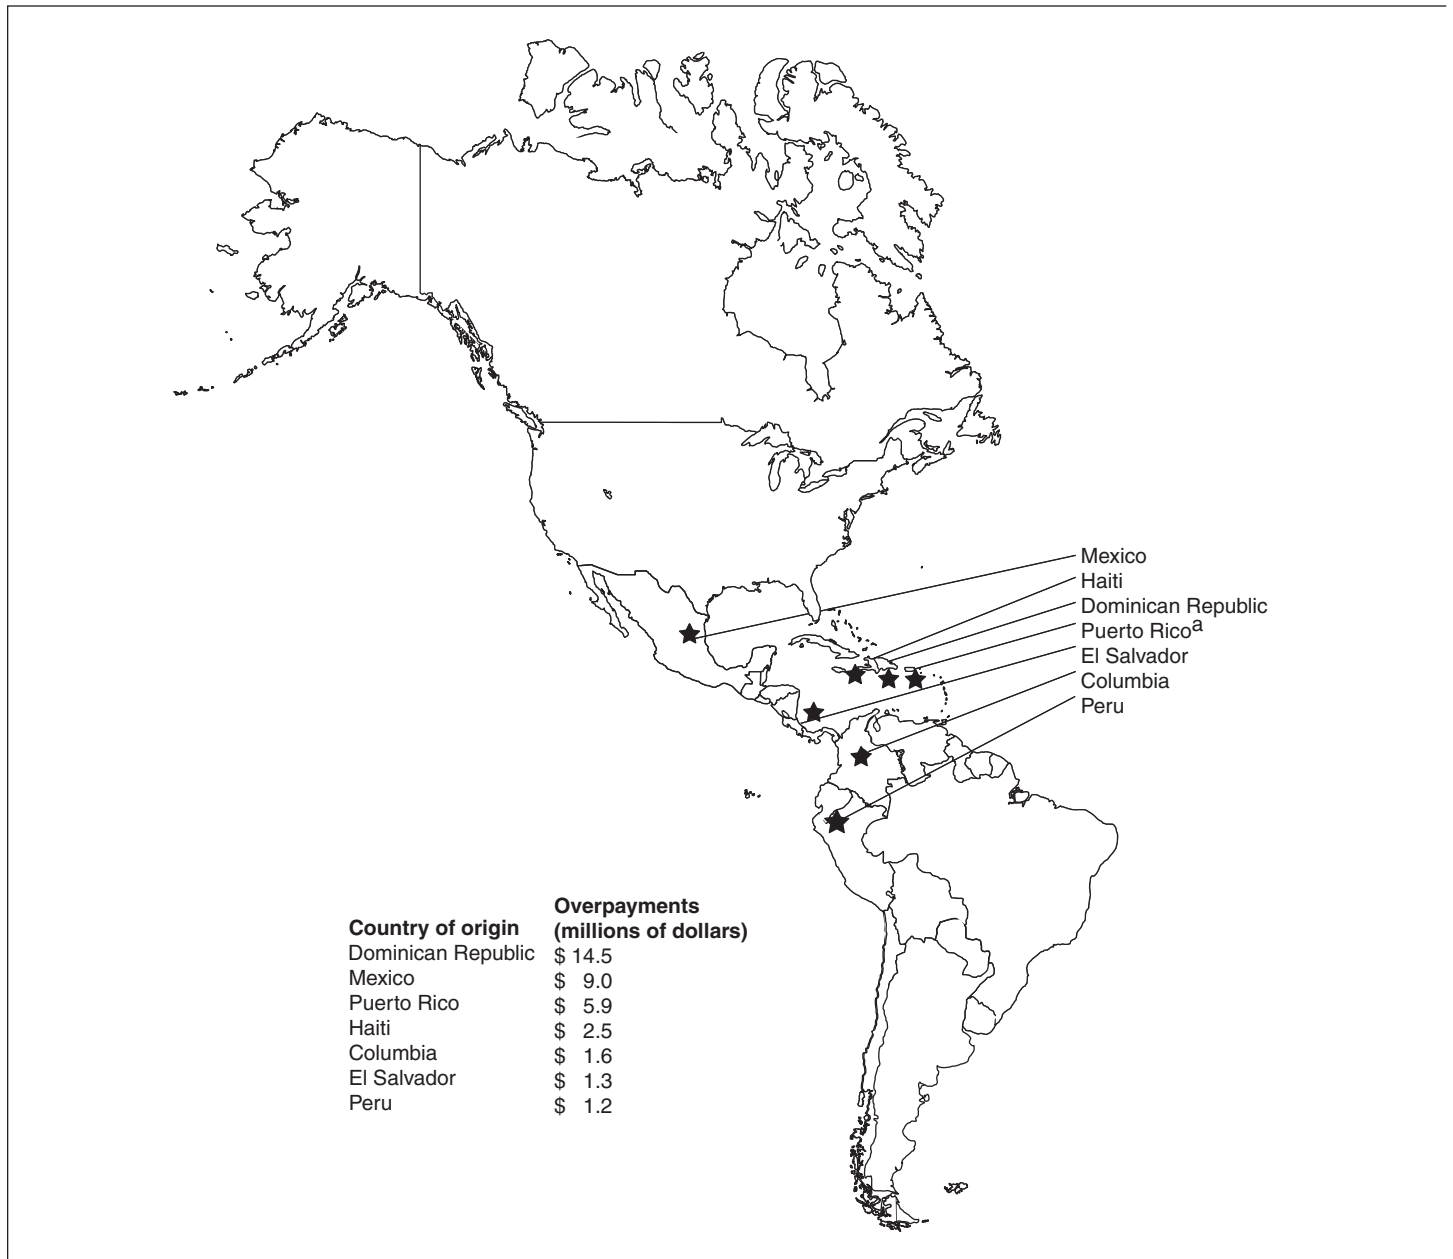 Mexico
Haiti
Dominican Republic
Puerto Ricoa
El Salvador
Columbia
Peru
Overpayments
Country of origin (millions of dollars)
Dominican Republic $ 14.5
Mexico $ 9.0
Puerto Rico $ 5.9
Haiti $ 2.5
Columbia $ 1.6
El Salvador $ 1.3
Peru $ 1.2